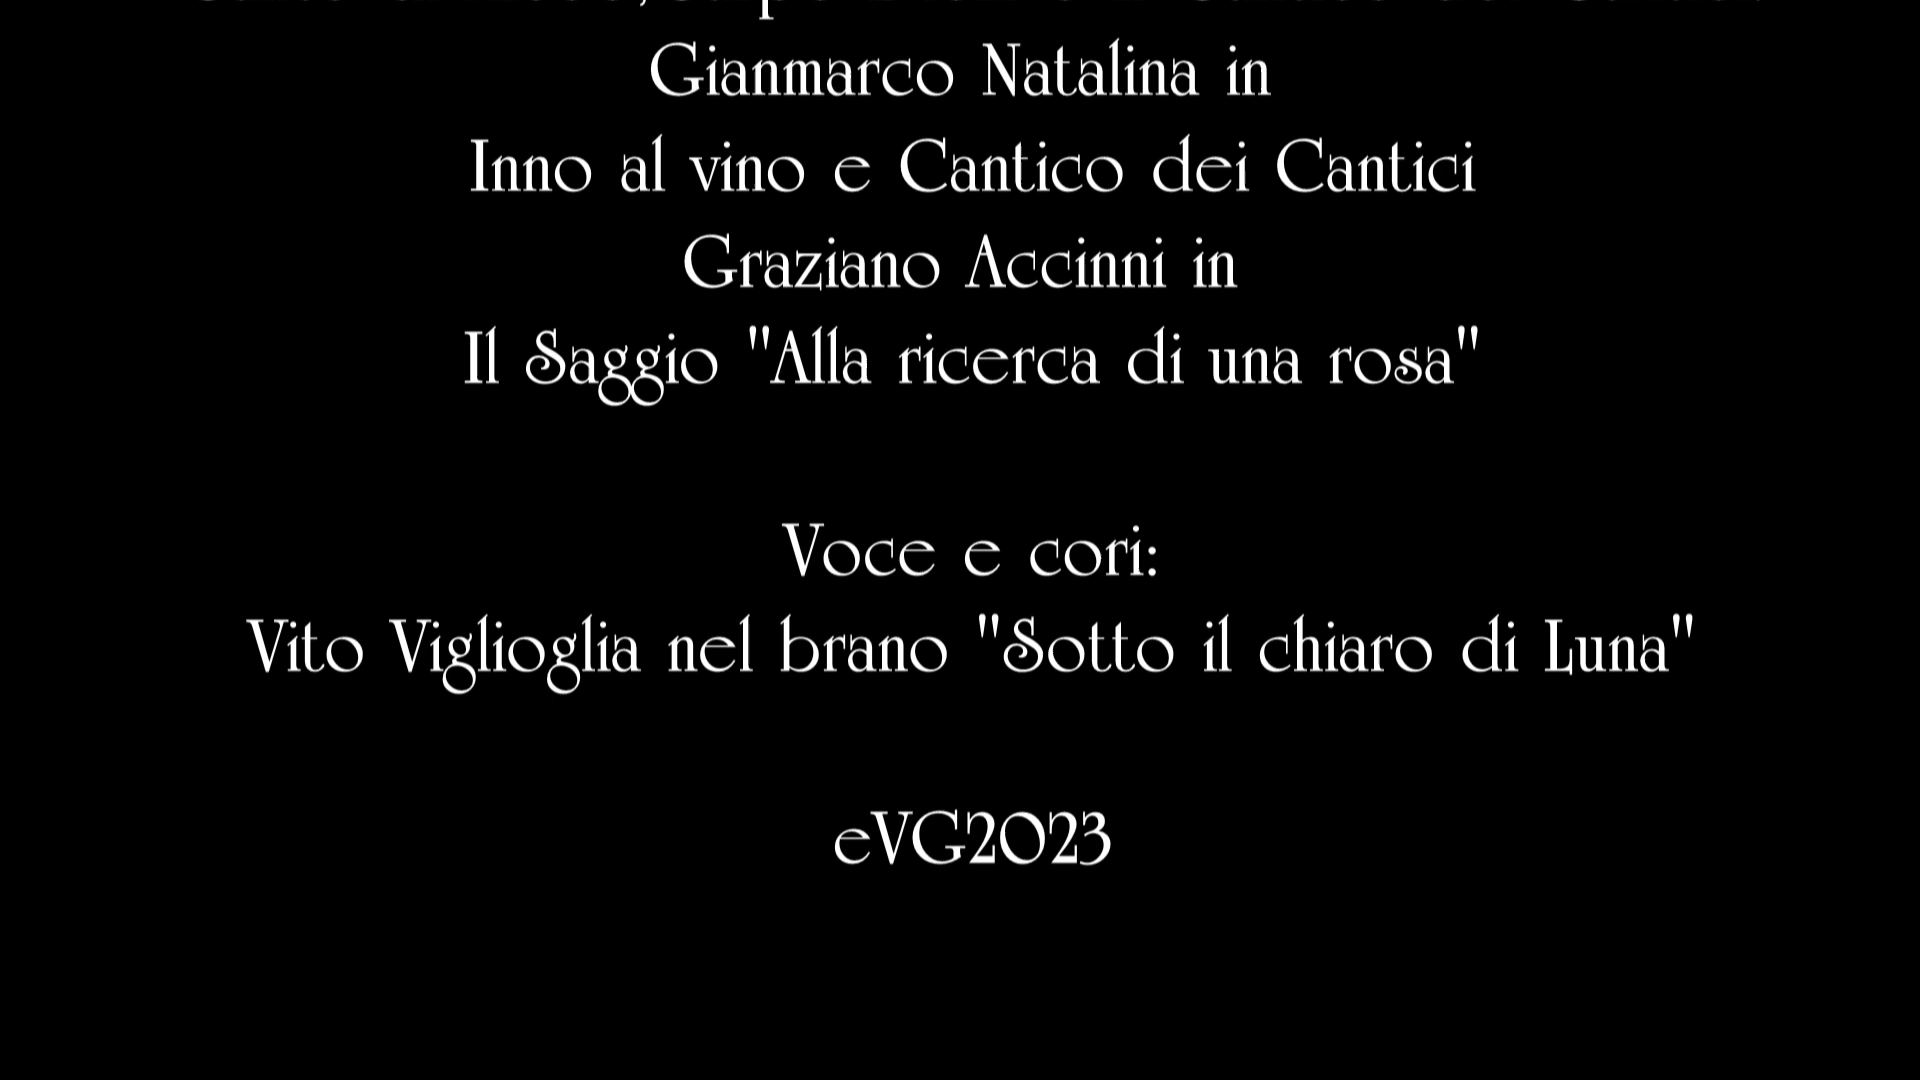 Gianmarco Natalina in
Inno al vino e Cantico dei Cantici
Graziano Accinni in
Il Saggio "Alla ricerca di una rosa"
Voce e cori:
Vito Viglioglia nel brano "Sotto il chiaro di Luna"
eVG2023